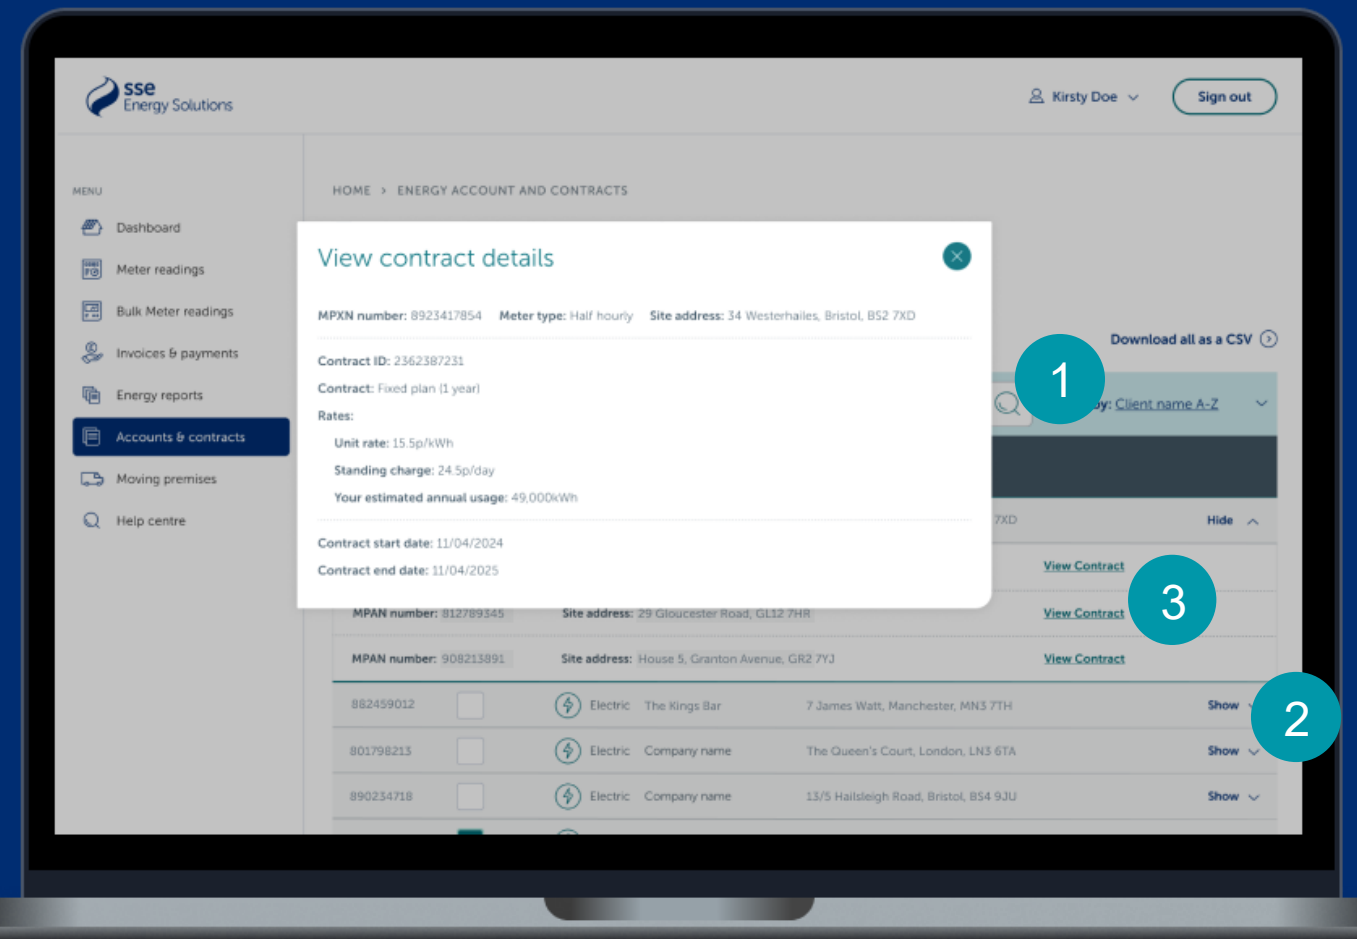 sse
Energy Solutions
Kirsty Doe
Sign out
MENU
HOME > ENERGY ACCOUNT AND CONTRACTS
Dashboard
Meter readings
Bulk Meter readings
Invoices & payments
Energy reports
Accounts & contracts
Moving premises
Help centre
View contract details
MPXN number: 8923417854 Meter type: Half hourly Site address: 34 Westerhailes, Bristol, BS2 7XD
Contract ID: 2362387231
Contract: Fixed plan (1 year)
Rates:
Unit rate: 15.5p/kWh
Standing charge: 24.5p/day
Your estimated annual usage: 49,000kWh
Contract start date: 11/04/2024
Contract end date: 11/04/2025
Download all as a CSV
1
by: Client name A-Z
7XD Hide
View Contract
3
MPAN number: 812789345 Site address: 29 Gloucester Road, GL12 7HR View Contract
MPAN number: 908213891 Site address: House 5, Granton Avenue, GR2 7YJ View Contract
882459012 Electric The Kings Bar 7 James Watt, Manchester, MN3 7TH Show
2
801798213 Electric Company name The Queen's Court, London, LN3 6TA Show
890234718 Electric Company name 13/5 Hailsleigh Road, Bristol, BS4 9JU Show